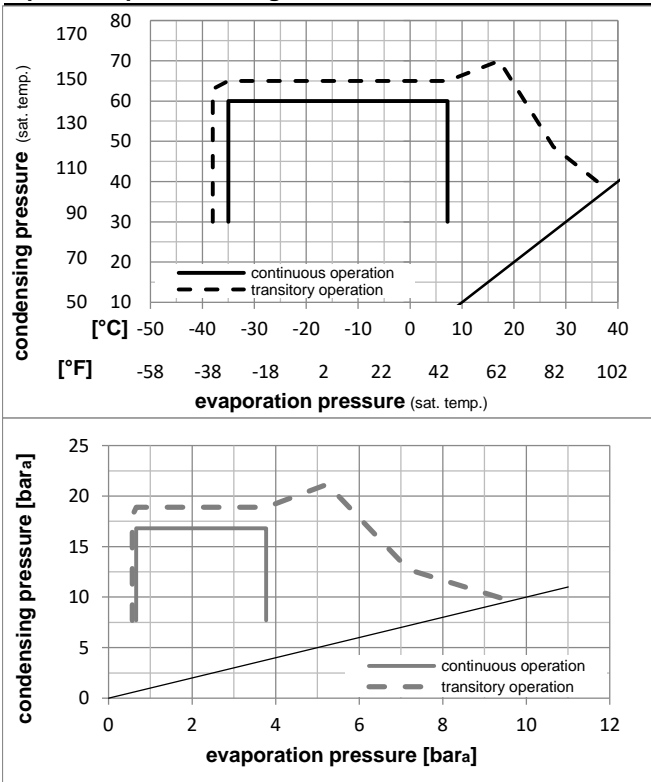 170
150
130
110
90
70
50
80
70
60
50
40
30
20
10
condensing pressure (sat. temp.)
continuous operation
transitory operation
[°C] -50 -40 -30 -20 -10 0 10 20 30 40
[°F] -58 -38 -18 2 22 42 62 82 102
evaporation pressure (sat. temp.)
25
20
15
10
5
0
condensing pressure [bara]
continuous operation
transitory operation
0 2 4 6 8 10 12
evaporation pressure [bara]